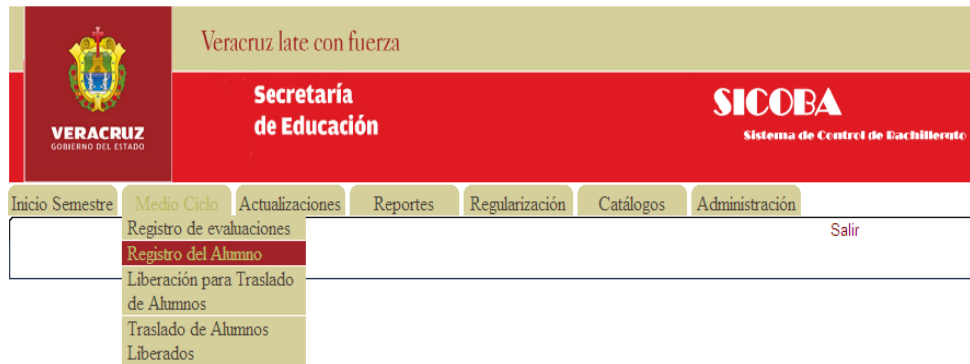 Veracruz late con fuerza
VERACRUZ
GOBIERNO DEL ESTADO
Secretaría
de Educación
SICOBA
Sistema de Control de Bachillerato
Inicio Semestre Medio Ciclo Actualizaciones Reportes Regularización Catálogos Administración
Registro de evaluaciones
Salir
Registro del Alumno
Liberación para Traslado
de Alumnos
Traslado de Alumnos
Liberados